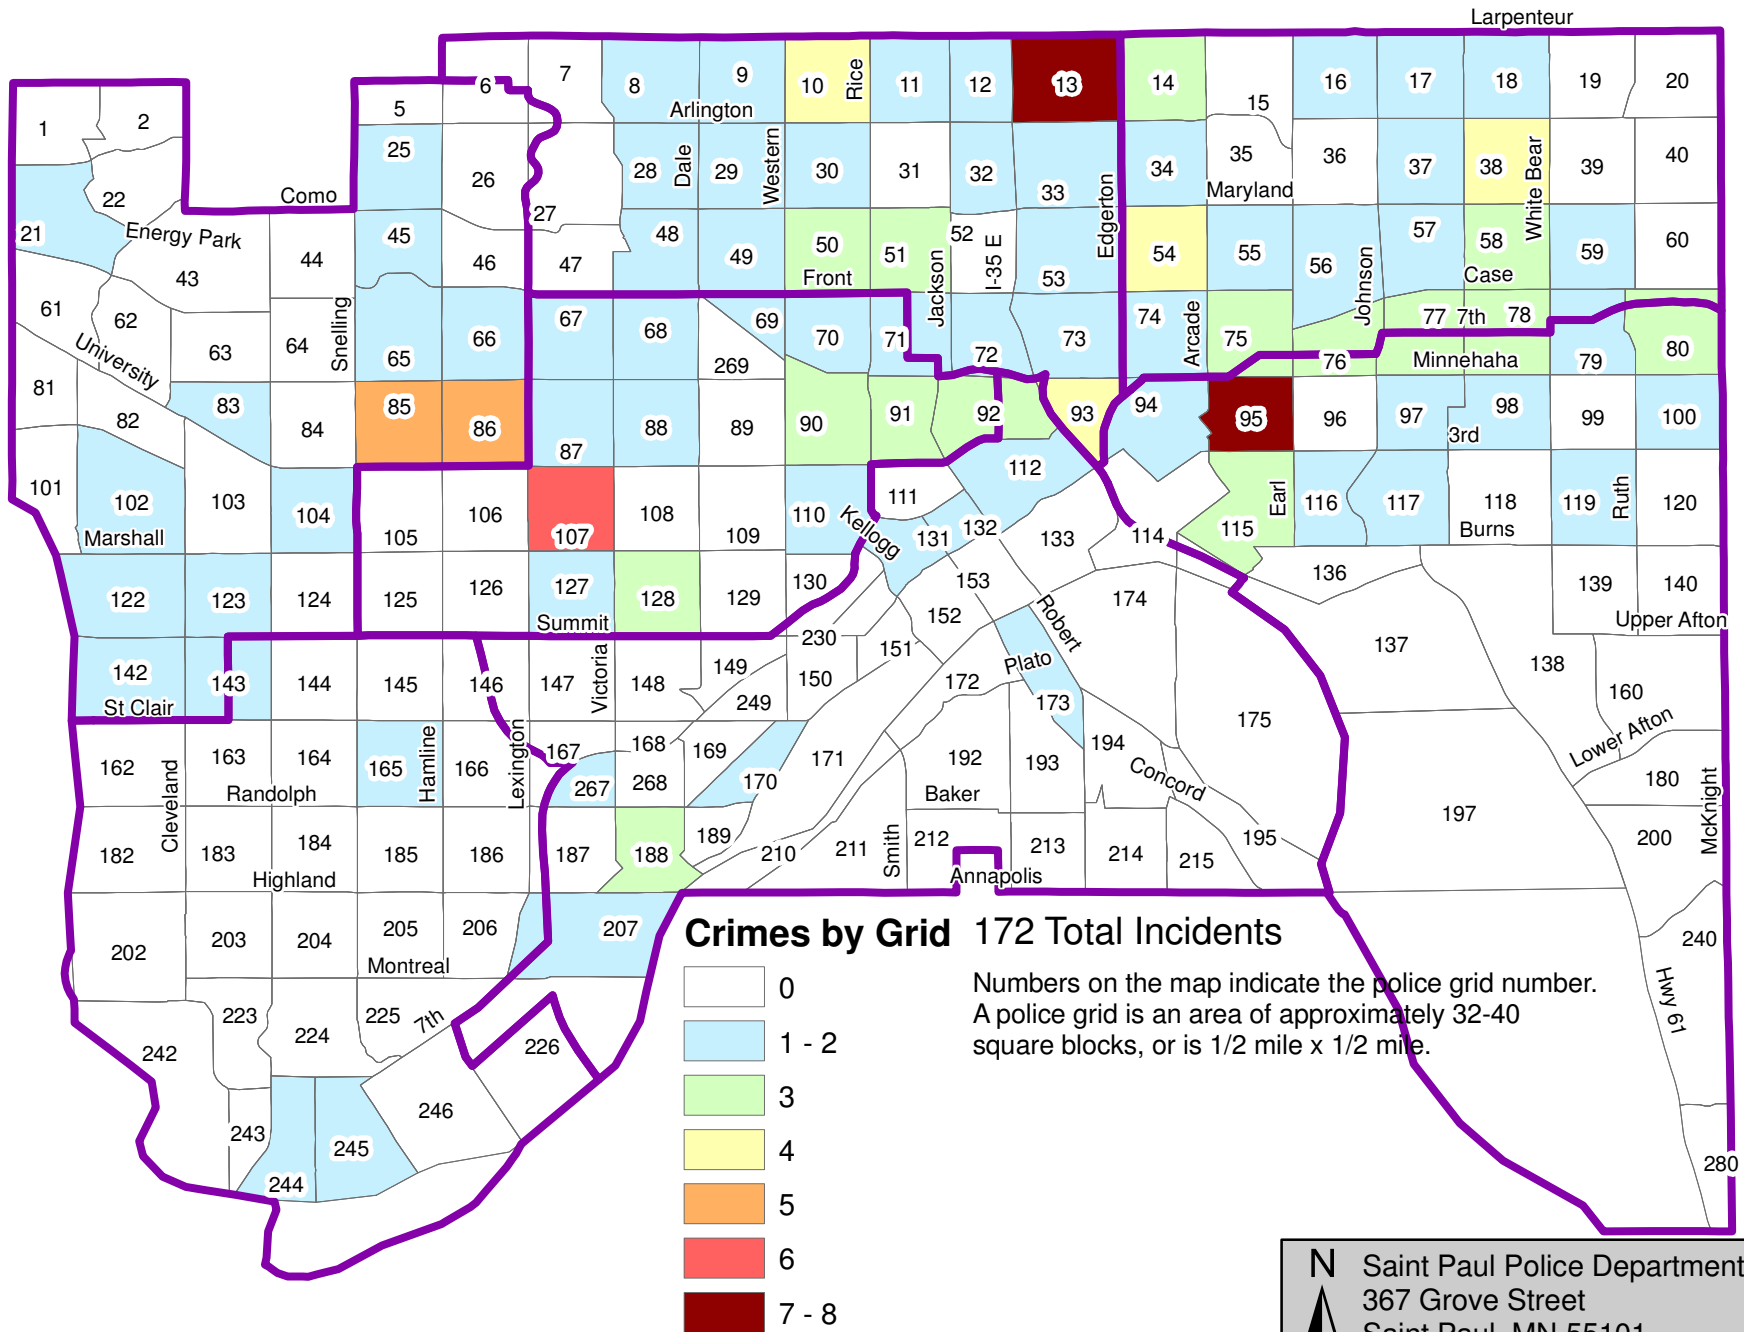 Larpenteur
6 7 8 9 10 Rice 11 12 13 14 15 16 17 18 19 20
1 2 5 Arlington
25 26 27 28 Dale 29 Western 30 31 32 33 Edgerton 34 35 36 37 38 White Bear 39 40
22 Como Maryland
21 Energy Park 43 44 45 46 47 48 49 50 51 52 I-35 E 53 54 55 56 57 58 59 60
Front Jackson Johnson Case
61 62 63 64 Snelling 65 66 67 68 69 269 70 71 72 73 74 Arcade 75 76 77 7th 78 79 80
University Minnehaha
81 82 83 84 85 86 87 88 89 90 91 92 93 94 95 96 97 98 99 100
3rd
101 102 103 104 105 106 107 108 109 110 111 112 Earl 115 116 117 118 119 Ruth 120
Marshall Kellogg 131 132 133 114 Burns
122 123 124 125 126 127 128 129 130 153 136 139 140
Summit 230 152 Robert 174 Upper Afton
142 143 144 145 146 147 Victoria 148 149 249 150 151 172 Plato 173 175 137 138 160
St Clair
162 Cleveland 163 164 165 Hamline 166 Lexington 167 267 168 268 169 170 171 192 193 194 Concord Lower Afton 180 McKnight
Randolph Baker 197
182 183 184 185 186 187 188 189 210 211 Smith 212 213 214 215 195 200
Highland Annapolis
202 203 204 205 206 207 240
Montreal
242 223 224 225 7th 226 Hwy 61
243 244 245 246 280
Crimes by Grid 172 Total Incidents
Numbers on the map indicate the police grid number.
A police grid is an area of approximately 32-40
square blocks, or is 1/2 mile x 1/2 mile.
0
1 - 2
3
4
5
6
7 - 8
N Saint Paul Police Department
367 Grove Street
Saint Paul, MN 55101